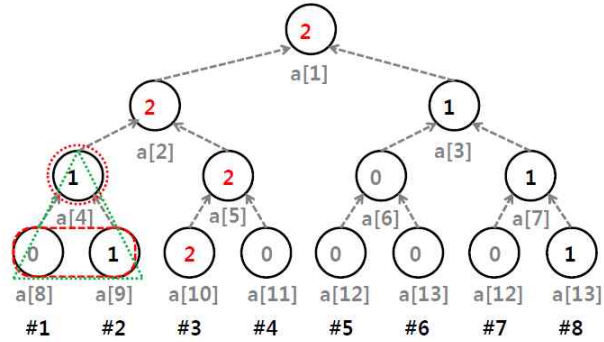 2
a[1]
2 1
a[2] a[3]
1 2 0 1
a[4] a[5] a[6] a[7]
0 1 2 0 0 0 0 1
a[8] a[9] a[10] a[11] a[12] a[13] a[12] a[13]
#1 #2 #3 #4 #5 #6 #7 #8